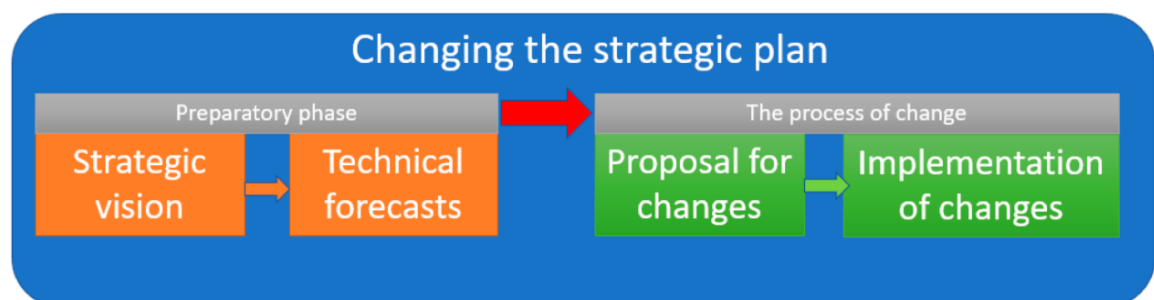 Changing the strategic plan
Preparatory phase
Strategic
vision
Technical
forecasts
The process of change
Proposal for
changes
Implementation
of changes